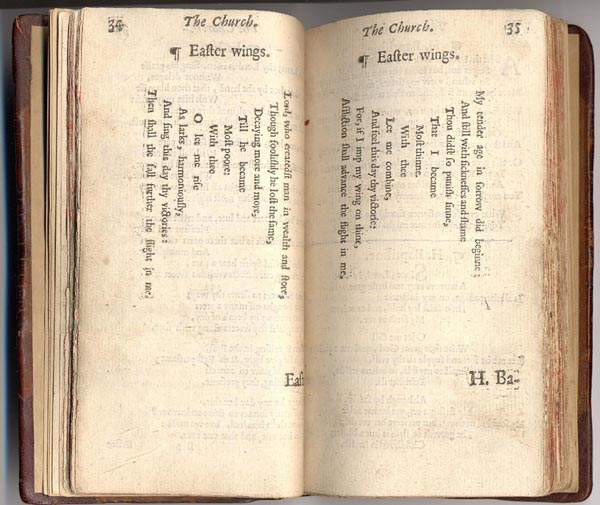 34 The Church.
¶ Eaſter wings.
Lord, who createdſt man in wealth and ſtore,
Though fooliſhly he loſt the ſame,
Decaying more and more,
Till he became
Moſt poore:
With thee
O let me riſe
As larks, harmoniouſly,
And ſing this day thy victories:
Then ſhall the fall further the flight in me.
Eaſt
The Church. 35
¶ Eaſter wings.
My tender age in ſorrow did beginne:
And ſtill with ſickneſſes and ſhame
Thou didſt ſo puniſh ſinne,
That I became
Moſt thinne.
With thee
Let me combine,
And feel this day thy victorie:
For, if I imp my wing on thine,
Affliction ſhall advance the flight in me.
H. Ba-